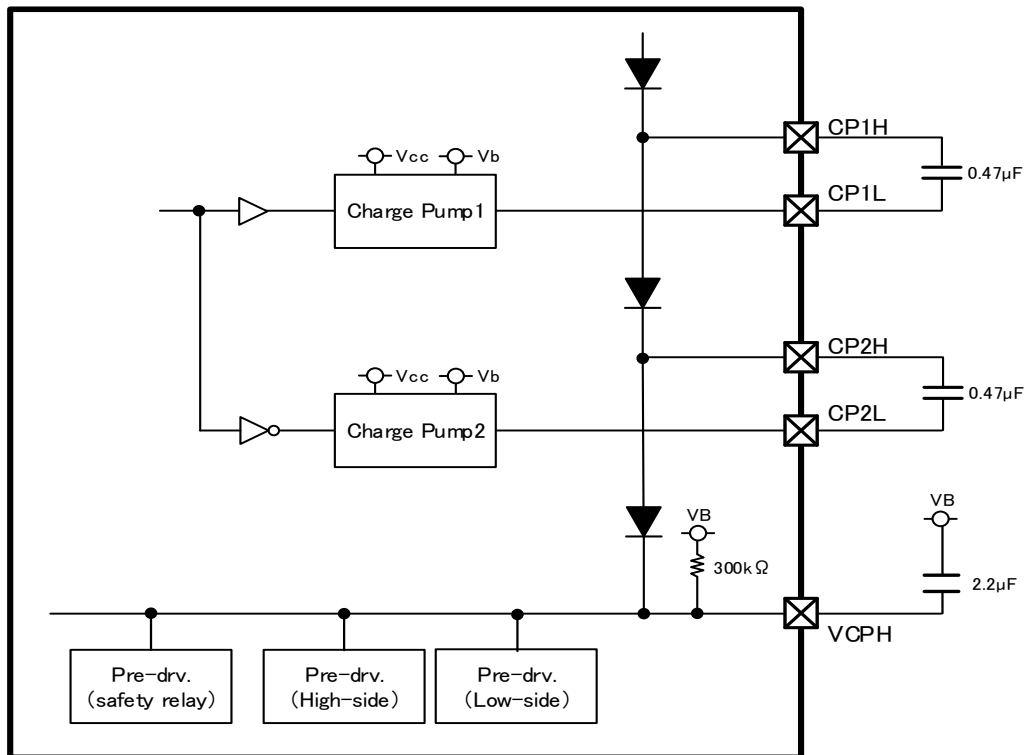 CP1H
Vcc
Vb
0.47μF
Charge Pump1
CP1L
CP2H
Vcc
Vb
0.47μF
Charge Pump2
CP2L
VB
VB
300kΩ
2.2μF
VCPH
Pre-drv.
(safety relay)
Pre-drv.
(High-side)
Pre-drv.
(Low-side)